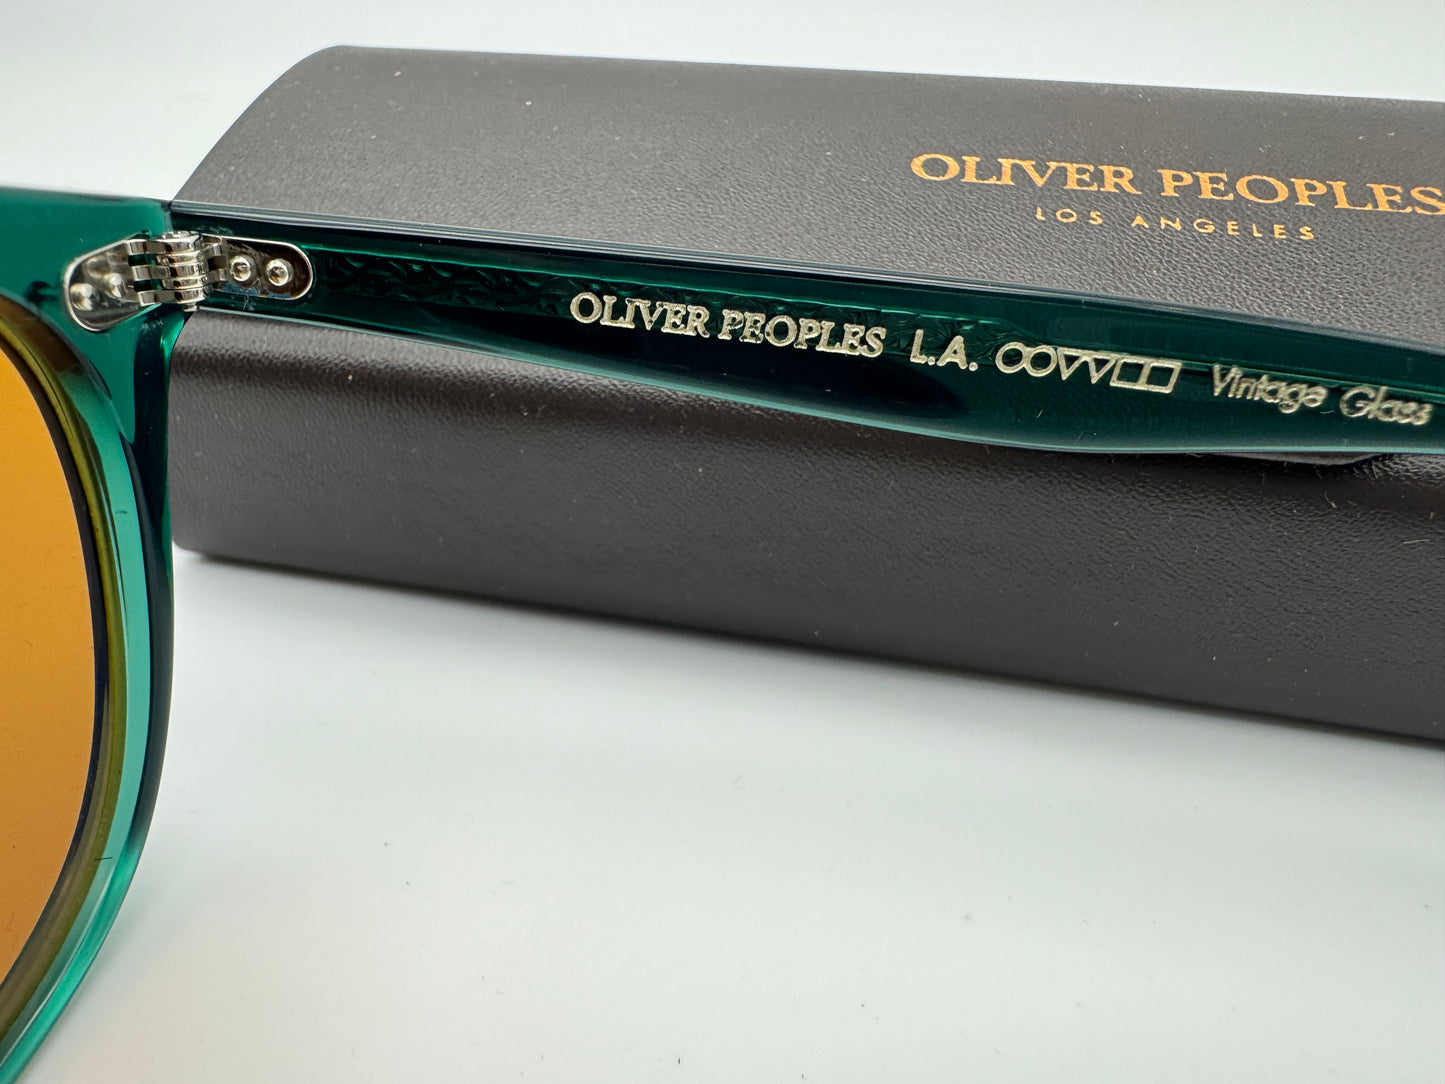 OLIVER PEOPLES
LOS ANGELES
OLIVER PEOPLES L.A. Vintage Glass